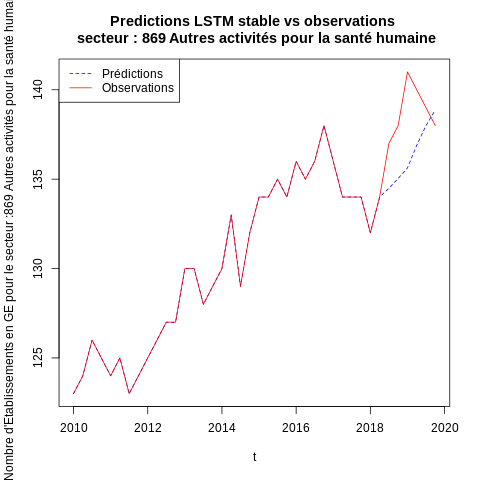 Predictions LSTM stable vs observations
secteur : 869 Autres activités pour la santé humaine
Nombre d'Etablissements en GE pour le secteur :869 Autres activités pour la santé
Prédictions
Observations
140
135
130
125
2010
2012
2014
2016
2018
2020
t